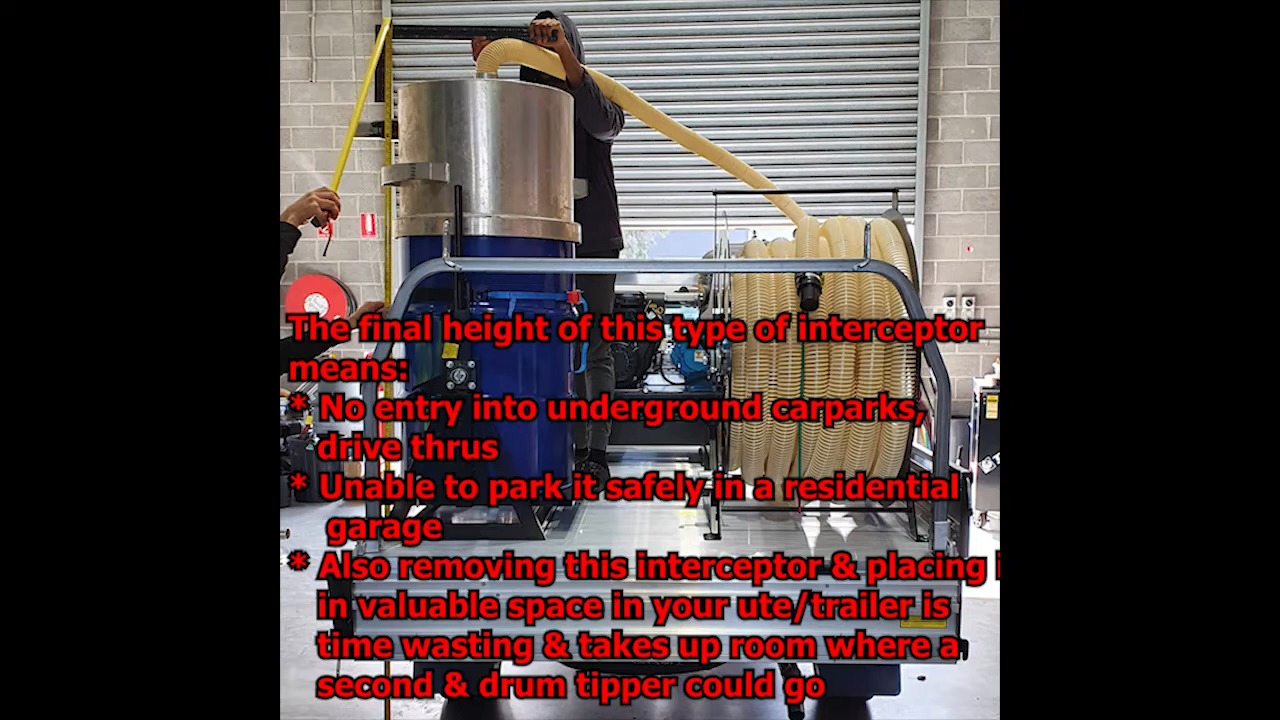 The final height of this type of interceptor
means:
* No entry into underground carparks,
drive thrus
* Unable to park it safely in a residential
garage
* Also removing this interceptor & placing
in valuable space in your ute/trailer is
time wasting & takes up room where a
second & drum tipper could go